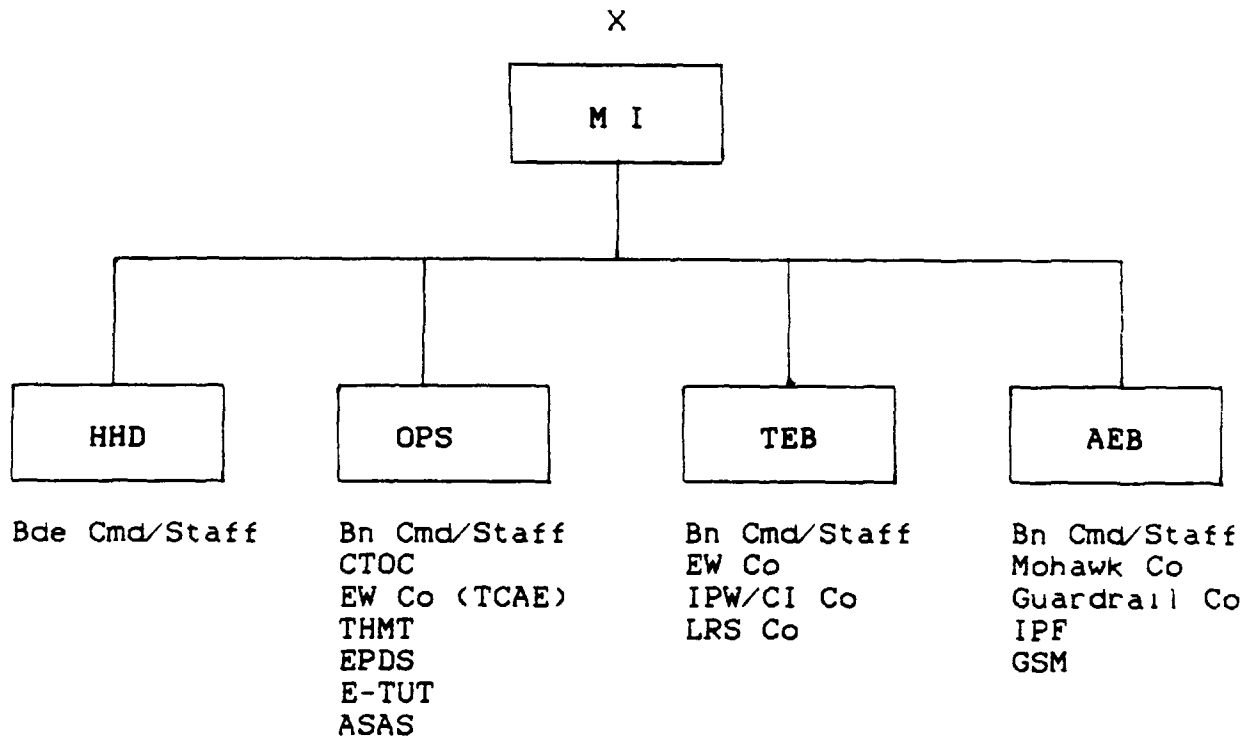 X
M I
HHD
OPS
TEB
AEB
Bde Cmd/Staff
Bn Cmd/Staff
CTOC
EW Co (TCAE)
THMT
EPDS
E-TUT
ASAS
Bn Cmd/Staff
EW Co
IPW/CI Co
LRS Co
Bn Cmd/Staff
Mohawk Co
Guardrail Co
IPF
GSM